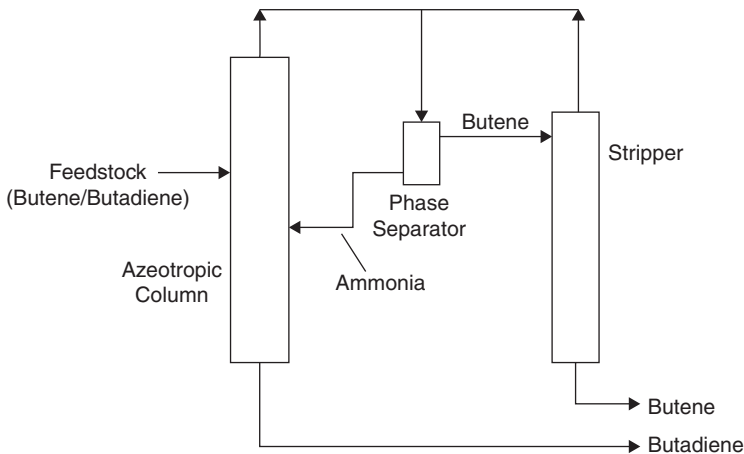 Butene
Stripper
Feedstock
(Butene/Butadiene)
Phase
Separator
Azeotropic
Column
Ammonia
Butene
Butadiene